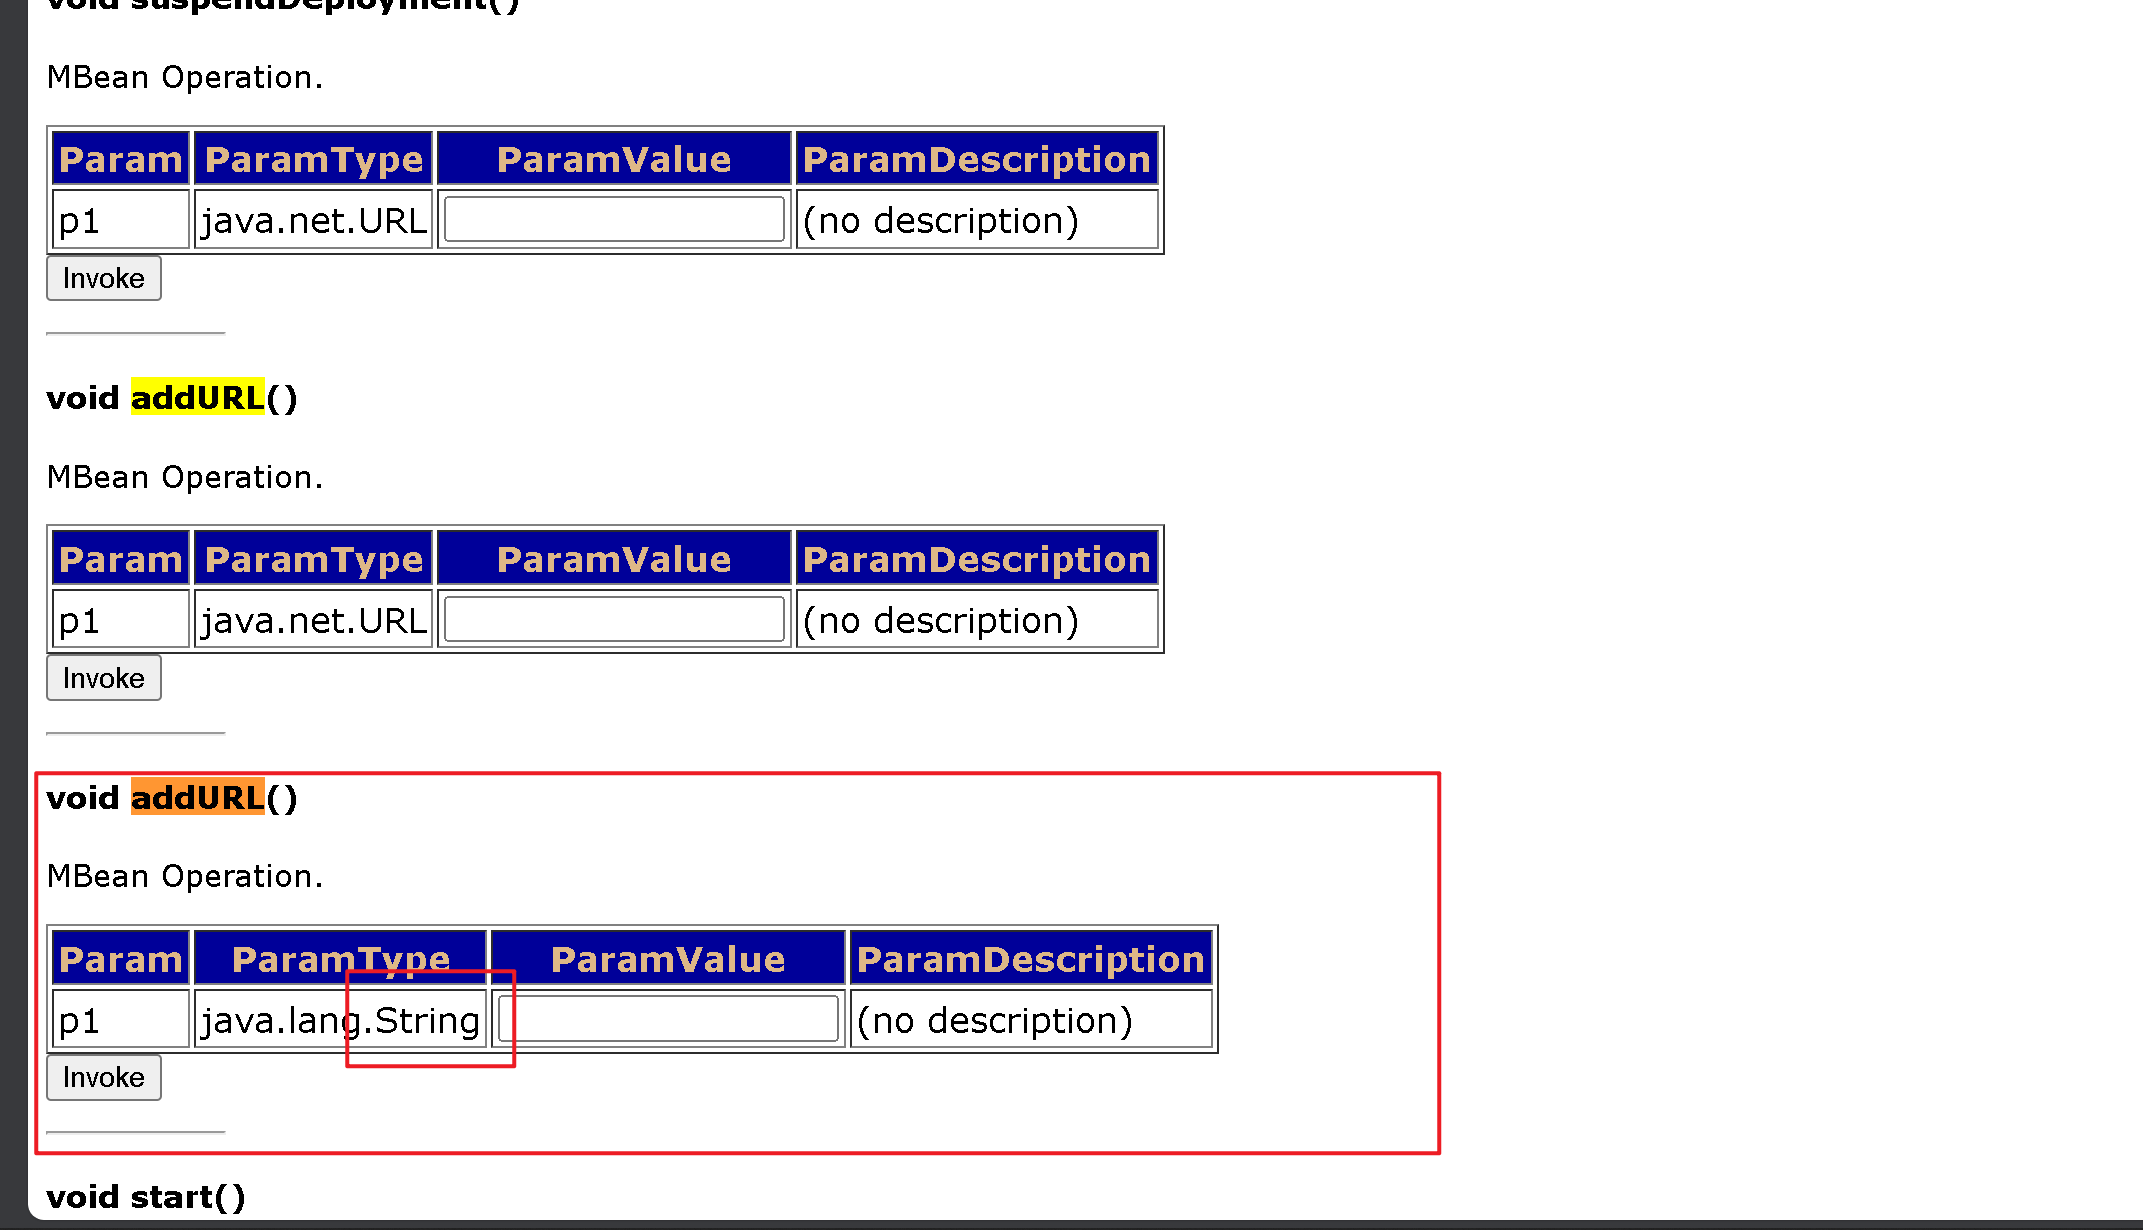 void suspendDeployment()
MBean Operation.
Param ParamType ParamValue ParamDescription
p1 java.net.URL (no description)
Invoke
void addURL()
MBean Operation.
Param ParamType ParamValue ParamDescription
p1 java.net.URL (no description)
Invoke
void addURL()
MBean Operation.
Param ParamType ParamValue ParamDescription
p1 java.lang.String (no description)
Invoke
void start()